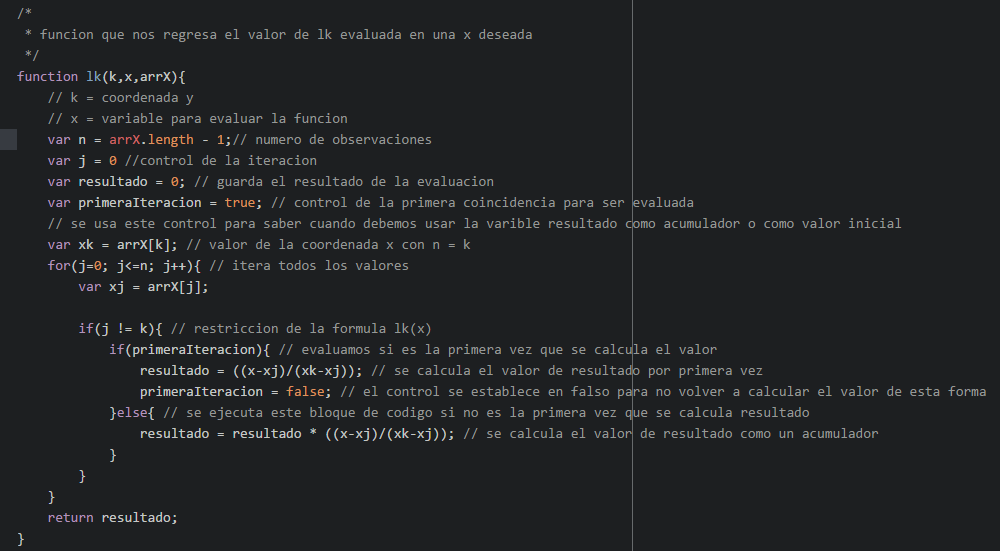 /*
 * funcion que nos regresa el valor de lk evaluada en una x deseada
 */
function lk(k,x,arrX){
    // k = coordenada y
    // x = variable para evaluar la funcion
    var n = arrX.length - 1;// numero de observaciones
    var j = 0 //control de la iteracion
    var resultado = 0; // guarda el resultado de la evaluacion
    var primeraIteracion = true; // control de la primera coincidencia para ser evaluada
    // se usa este control para saber cuando debemos usar la varible resultado como acumulador o como valor inicial
    var xk = arrX[k]; // valor de la coordenada x con n = k
    for(j=0; j<=n; j++){ // itera todos los valores
        var xj = arrX[j];

        if(j != k){ // restriccion de la formula lk(x)
            if(primeraIteracion){ // evaluamos si es la primera vez que se calcula el valor
                resultado = ((x-xj)/(xk-xj)); // se calcula el valor de resultado por primera vez
                primeraIteracion = false; // el control se establece en falso para no volver a calcular el valor de esta forma
            }else{ // se ejecuta este bloque de codigo si no es la primera vez que se calcula resultado
                resultado = resultado * ((x-xj)/(xk-xj)); // se calcula el valor de resultado como un acumulador
            }
        }
    }
    return resultado;
}